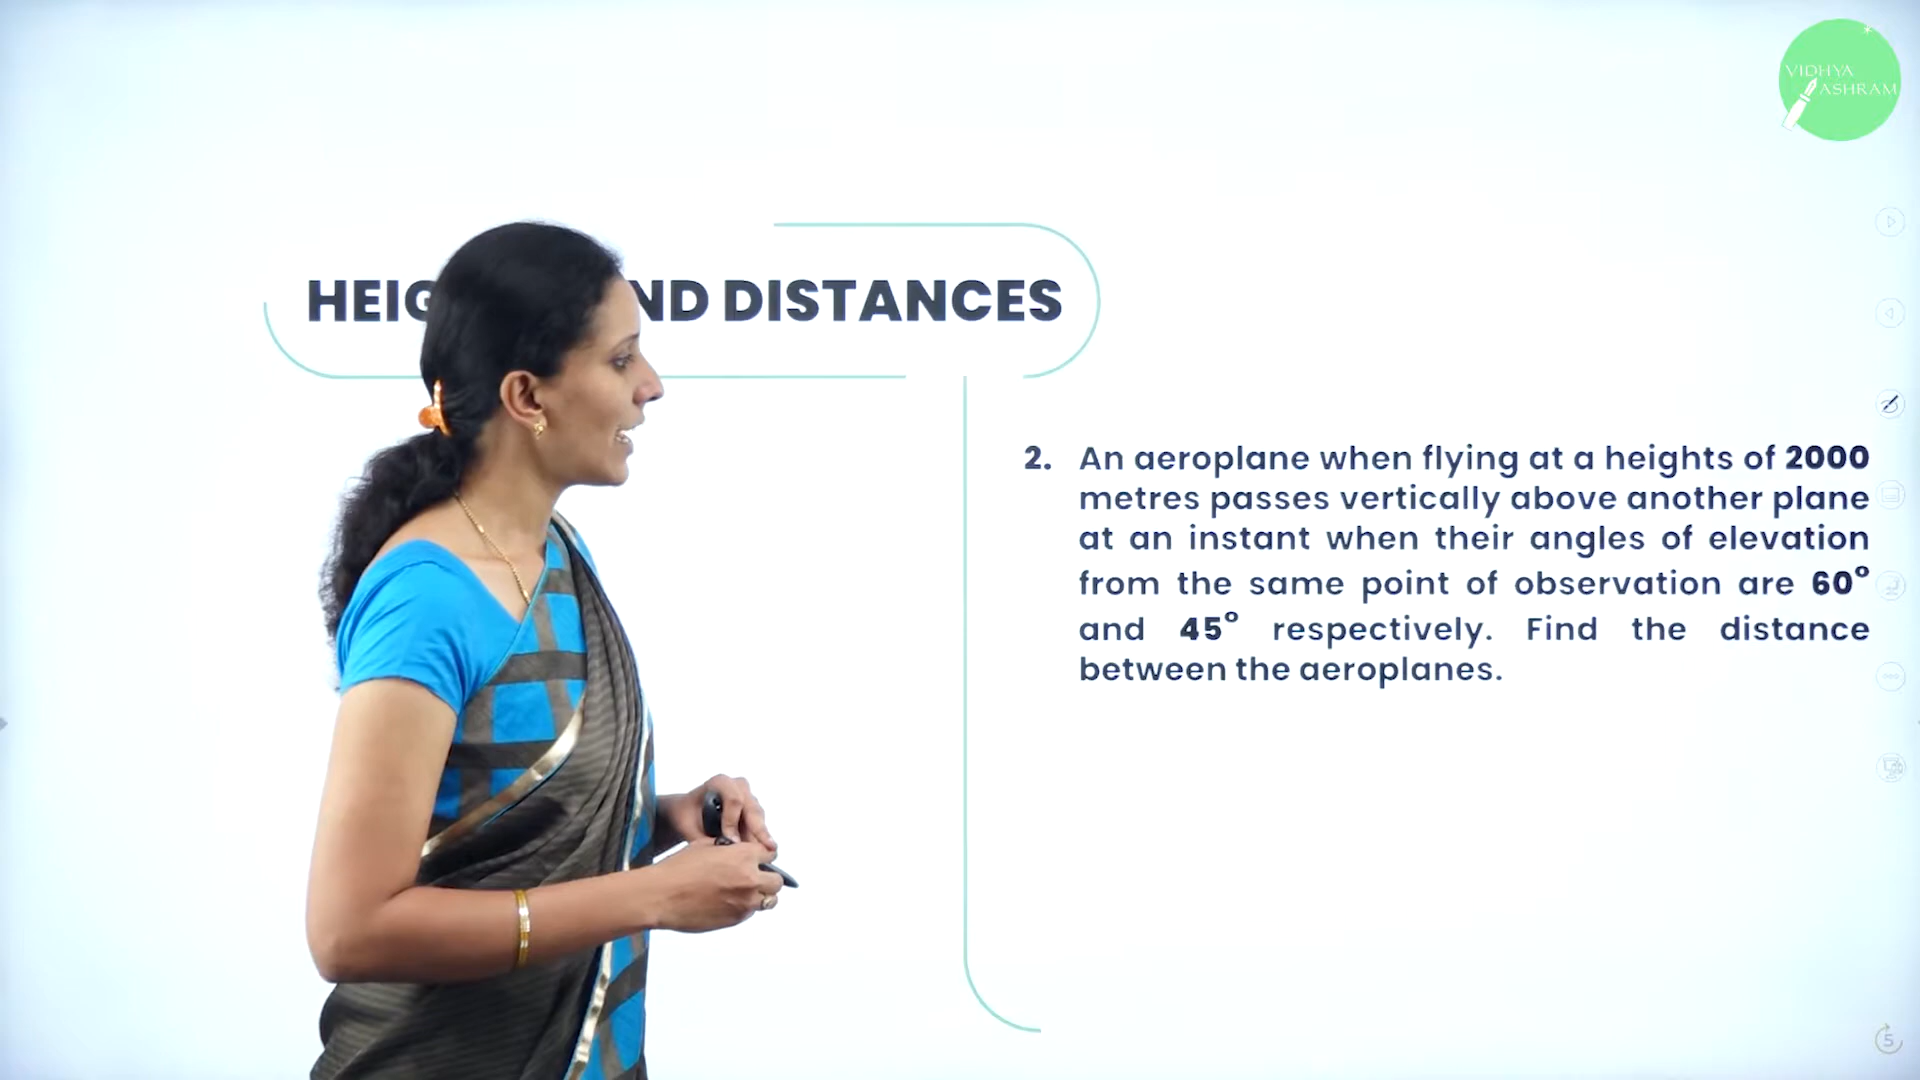 VIDHYA
ASHRAM
HEIG ND DISTANCES
2. An aeroplane when flying at a heights of 2000
metres passes vertically above another plane
at an instant when their angles of elevation
from the same point of observation are 60°
and 45° respectively. Find the distance
between the aeroplanes.
5